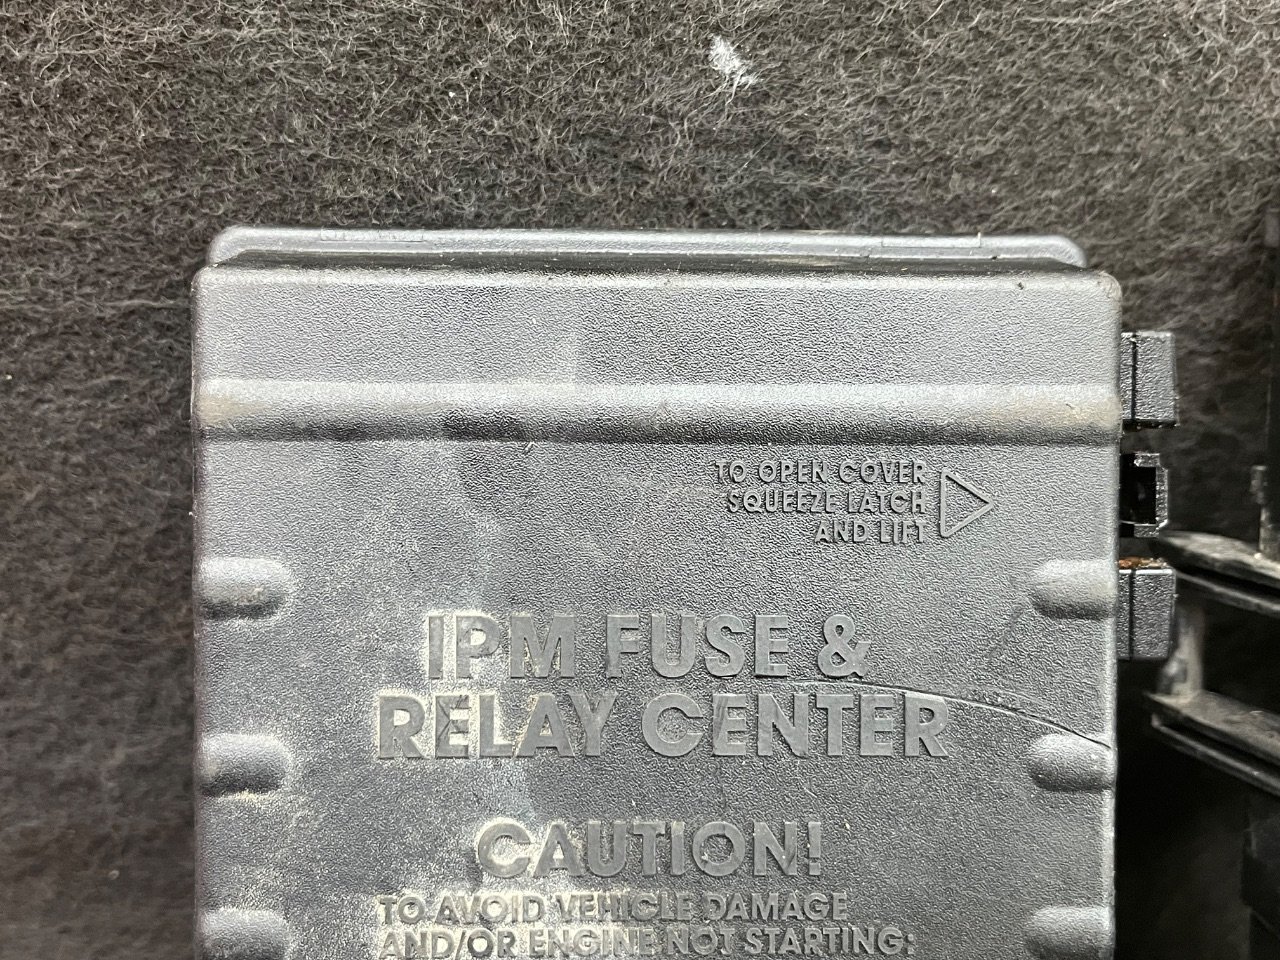 TO OPEN COVER
SQUEEZE LATCH
AND LIFT
IPM FUSE &
RELAY CENTER
CAUTION!
TO AVOID VEHICLE DAMAGE
AND/OR ENGINE NOT STARTING: